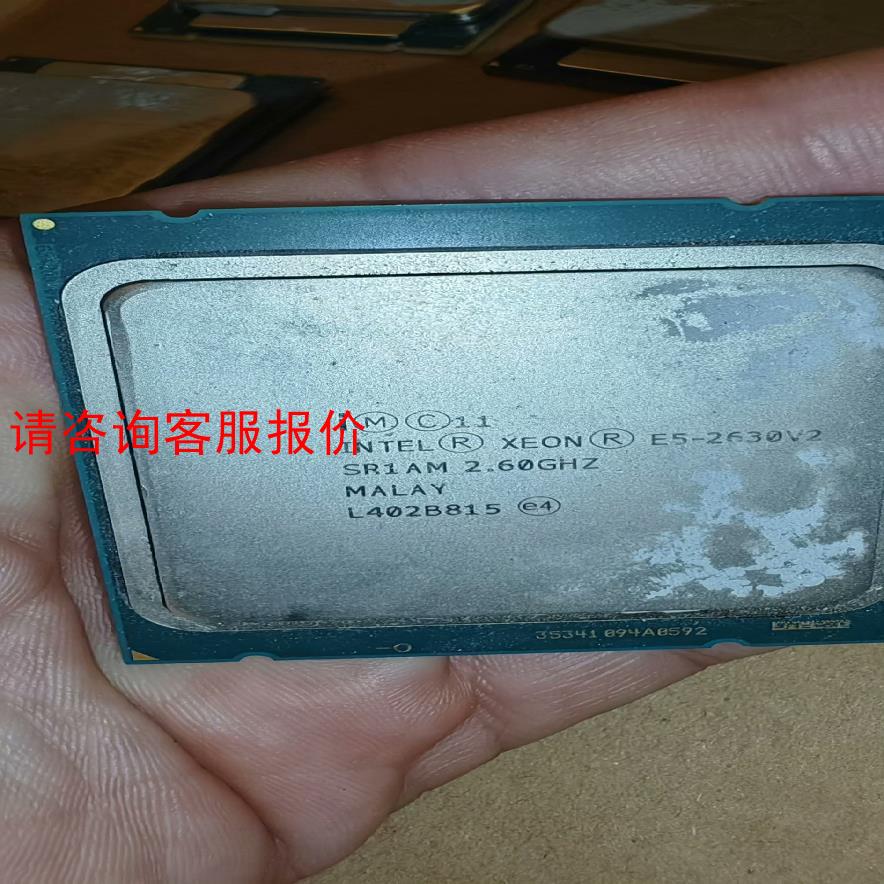 请咨询客服报价
Ⓜ Ⓒ11
INTEL® XEON® E5-2630V2
SR1AM 2.60GHZ
MALAY
L402B815 e4
35341 094A0592